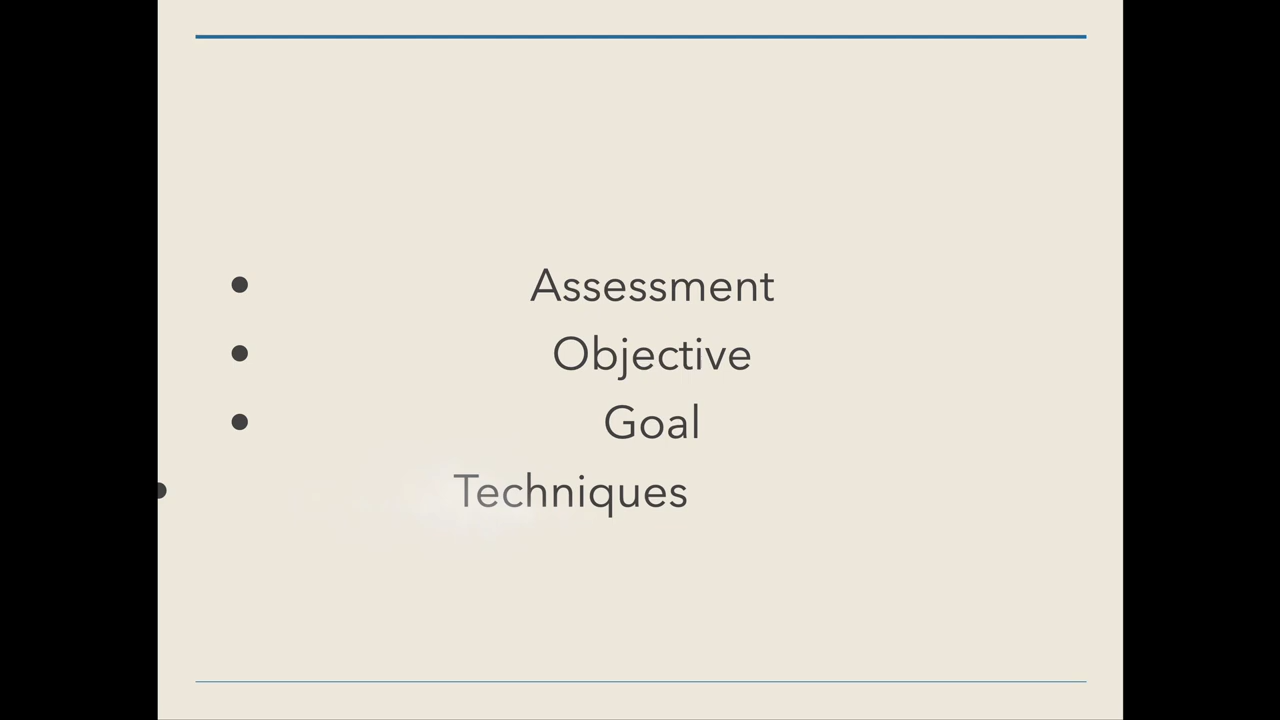 • Assessment
• Objective
• Goal
• Techniques